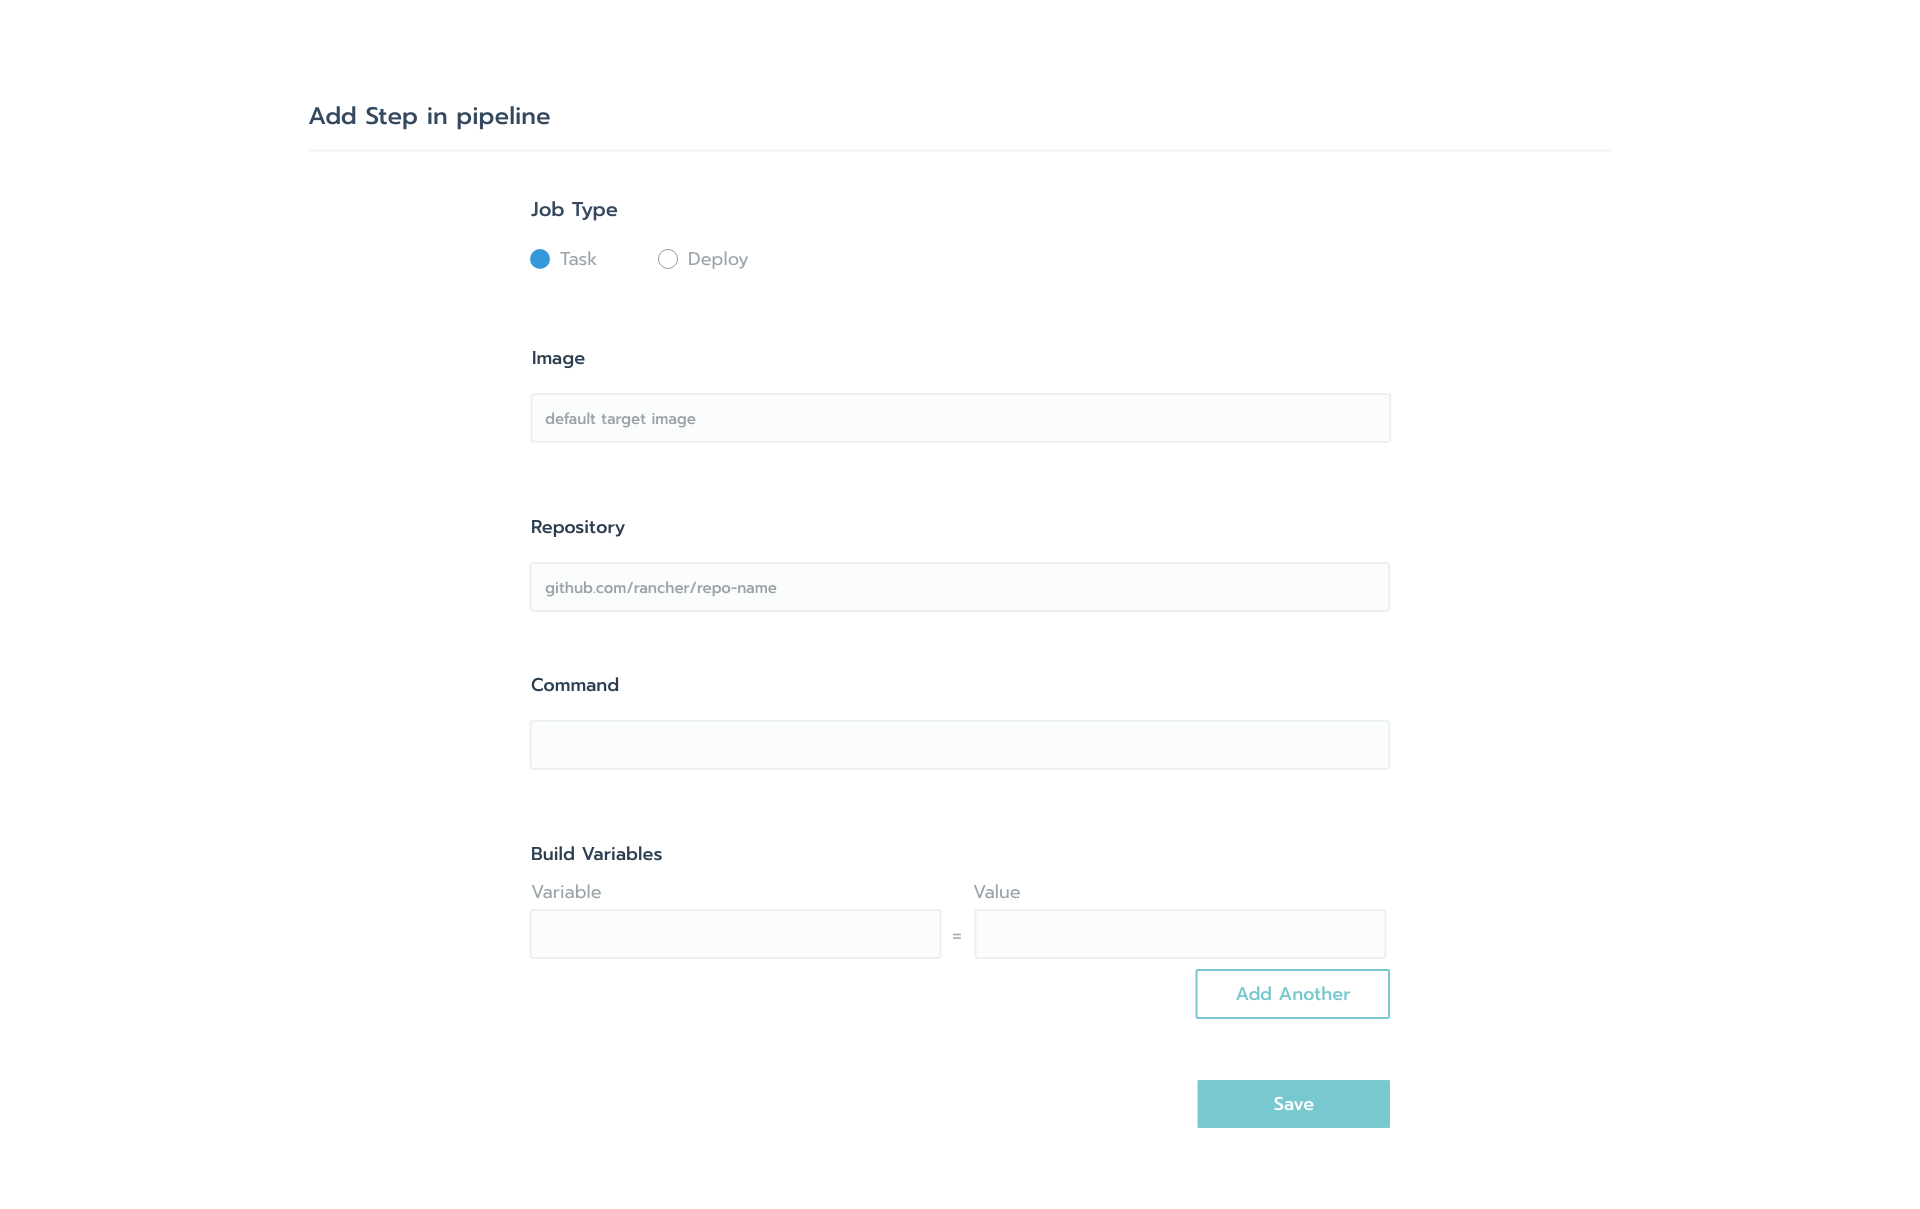 Add Step in pipeline
Job Type
Task Deploy
Image
default target image
Repository
github.com/rancher/repo-name
Command
Build Variables
Variable Value
=
Add Another
Save